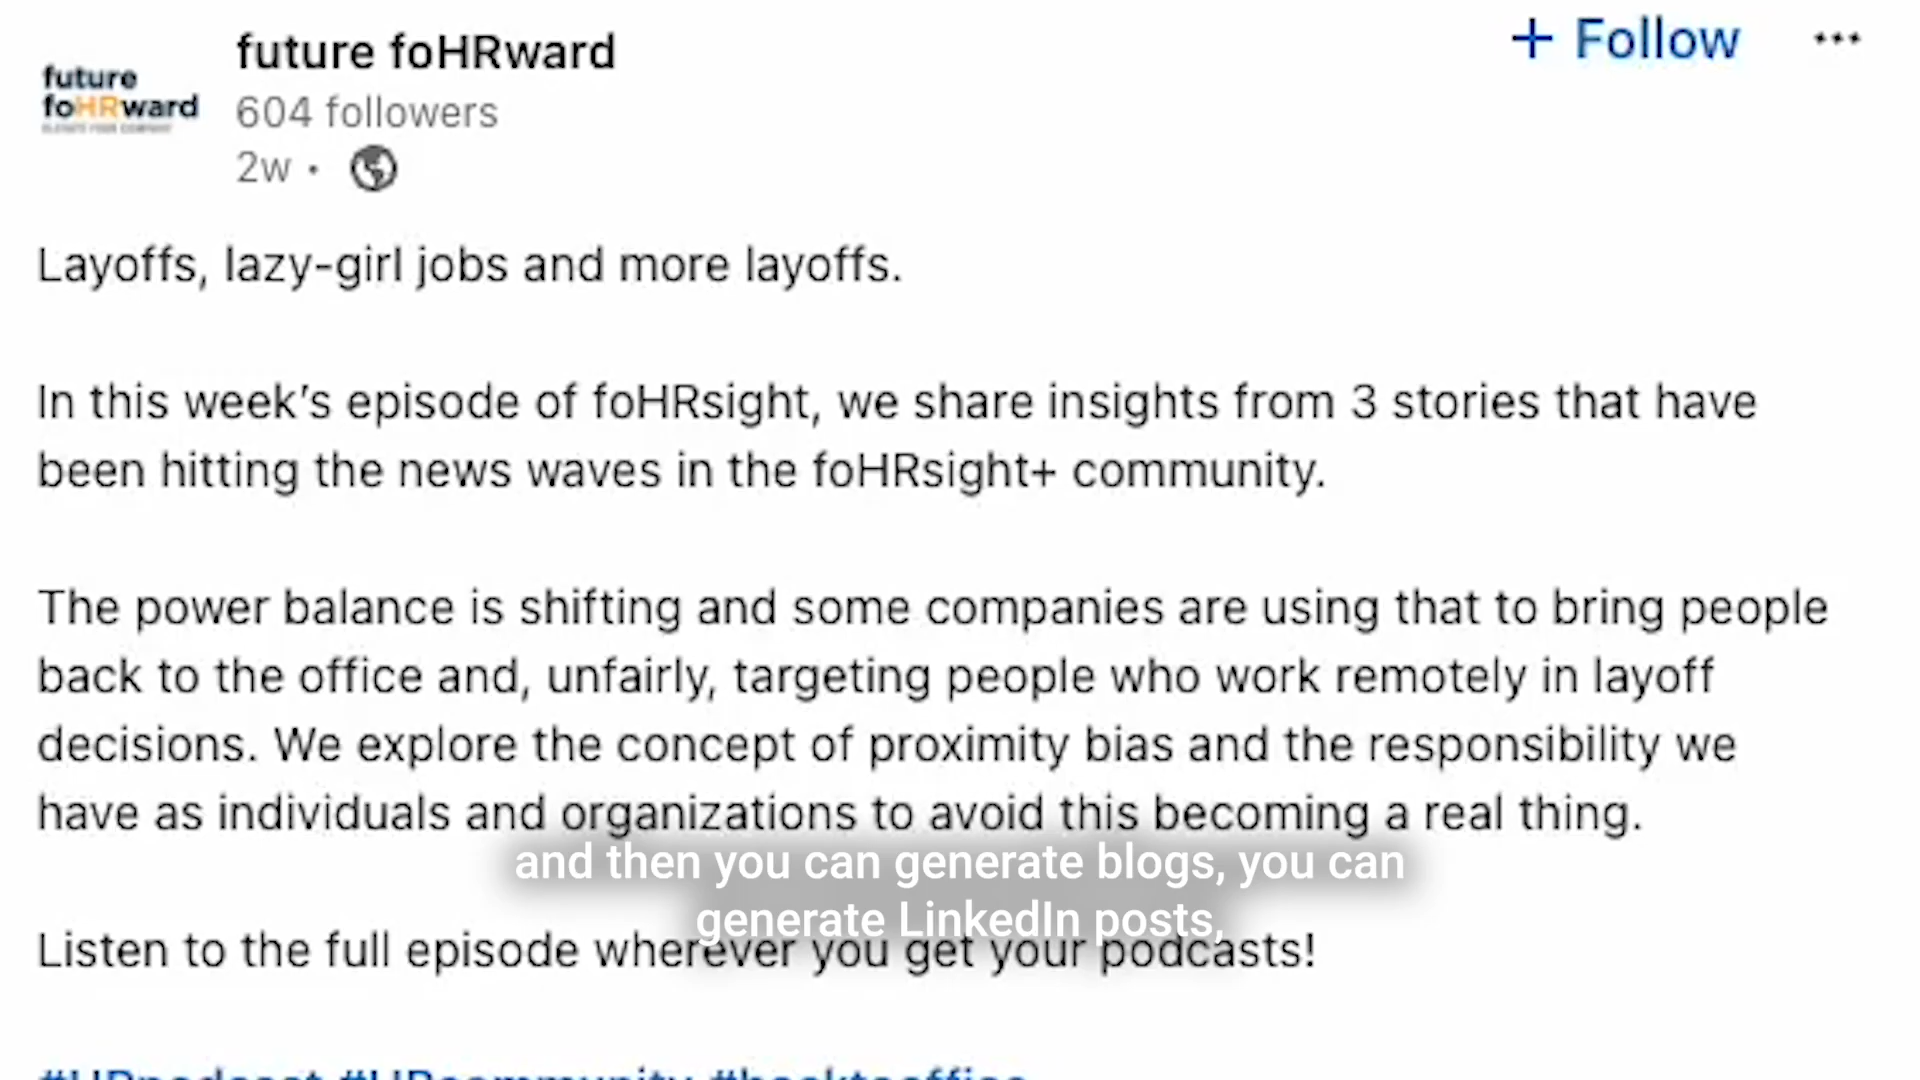 future foHRward
+ Follow
future
foHRward
604 followers
2w •
Layoffs, lazy-girl jobs and more layoffs.
In this week's episode of foHRsight, we share insights from 3 stories that have
been hitting the news waves in the foHRsight+ community.
The power balance is shifting and some companies are using that to bring people
back to the office and, unfairly, targeting people who work remotely in layoff
decisions. We explore the concept of proximity bias and the responsibility we
have as individuals and organizations to avoid this becoming a real thing.
and then you can generate blogs, you can
generate LinkedIn posts,
Listen to the full episode wherever you get your podcasts!
#HRpodcast #HRcommunity #backtooffice